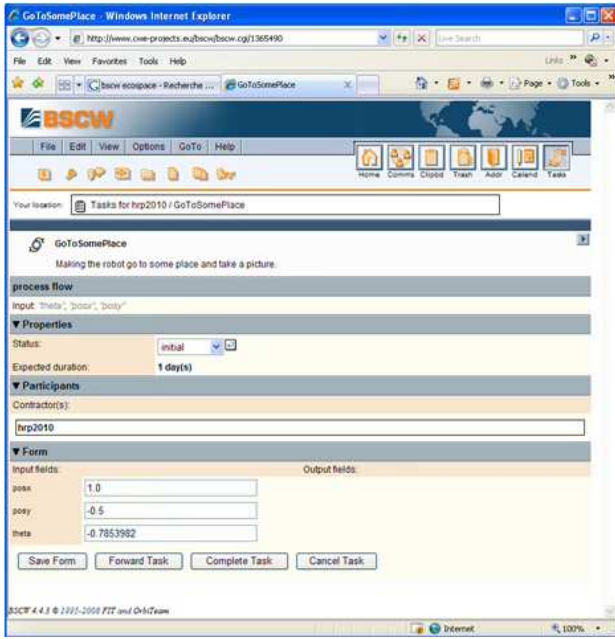 GoToSomePlace - Windows Internet Explorer
http://www.cwe-projects.eu/bscw/bscw.cgi/1365490
Live Search
File Edit View Favorites Tools Help
Links
bscw ecospace - Recherche ...
GoToSomePlace
Page
Tools
BSCW
File Edit View Options GoTo Help
Home Comms Clipbd Trash Addr Calend Tasks
Your location:
Tasks for hrp2010 / GoToSomePlace
GoToSomePlace
Making the robot go to some place and take a picture.
process flow
Input: "theta", "posx", "posy"
▼ Properties
Status: initial
Expected duration: 1 day(s)
▼ Participants
Contractor(s):
hrp2010
▼ Form
Input fields: Output fields:
posx 1.0
posy -0.5
theta -0.7853982
Save Form Forward Task Complete Task Cancel Task
BSCW 4.4.3 © 1995-2008 FIT and OrbiTeam
Internet 100%